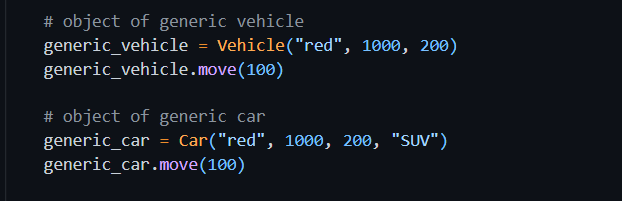 # object of generic vehicle
generic_vehicle = Vehicle("red", 1000, 200)
generic_vehicle.move(100)
# object of generic car
generic_car = Car("red", 1000, 200, "SUV")
generic_car.move(100)